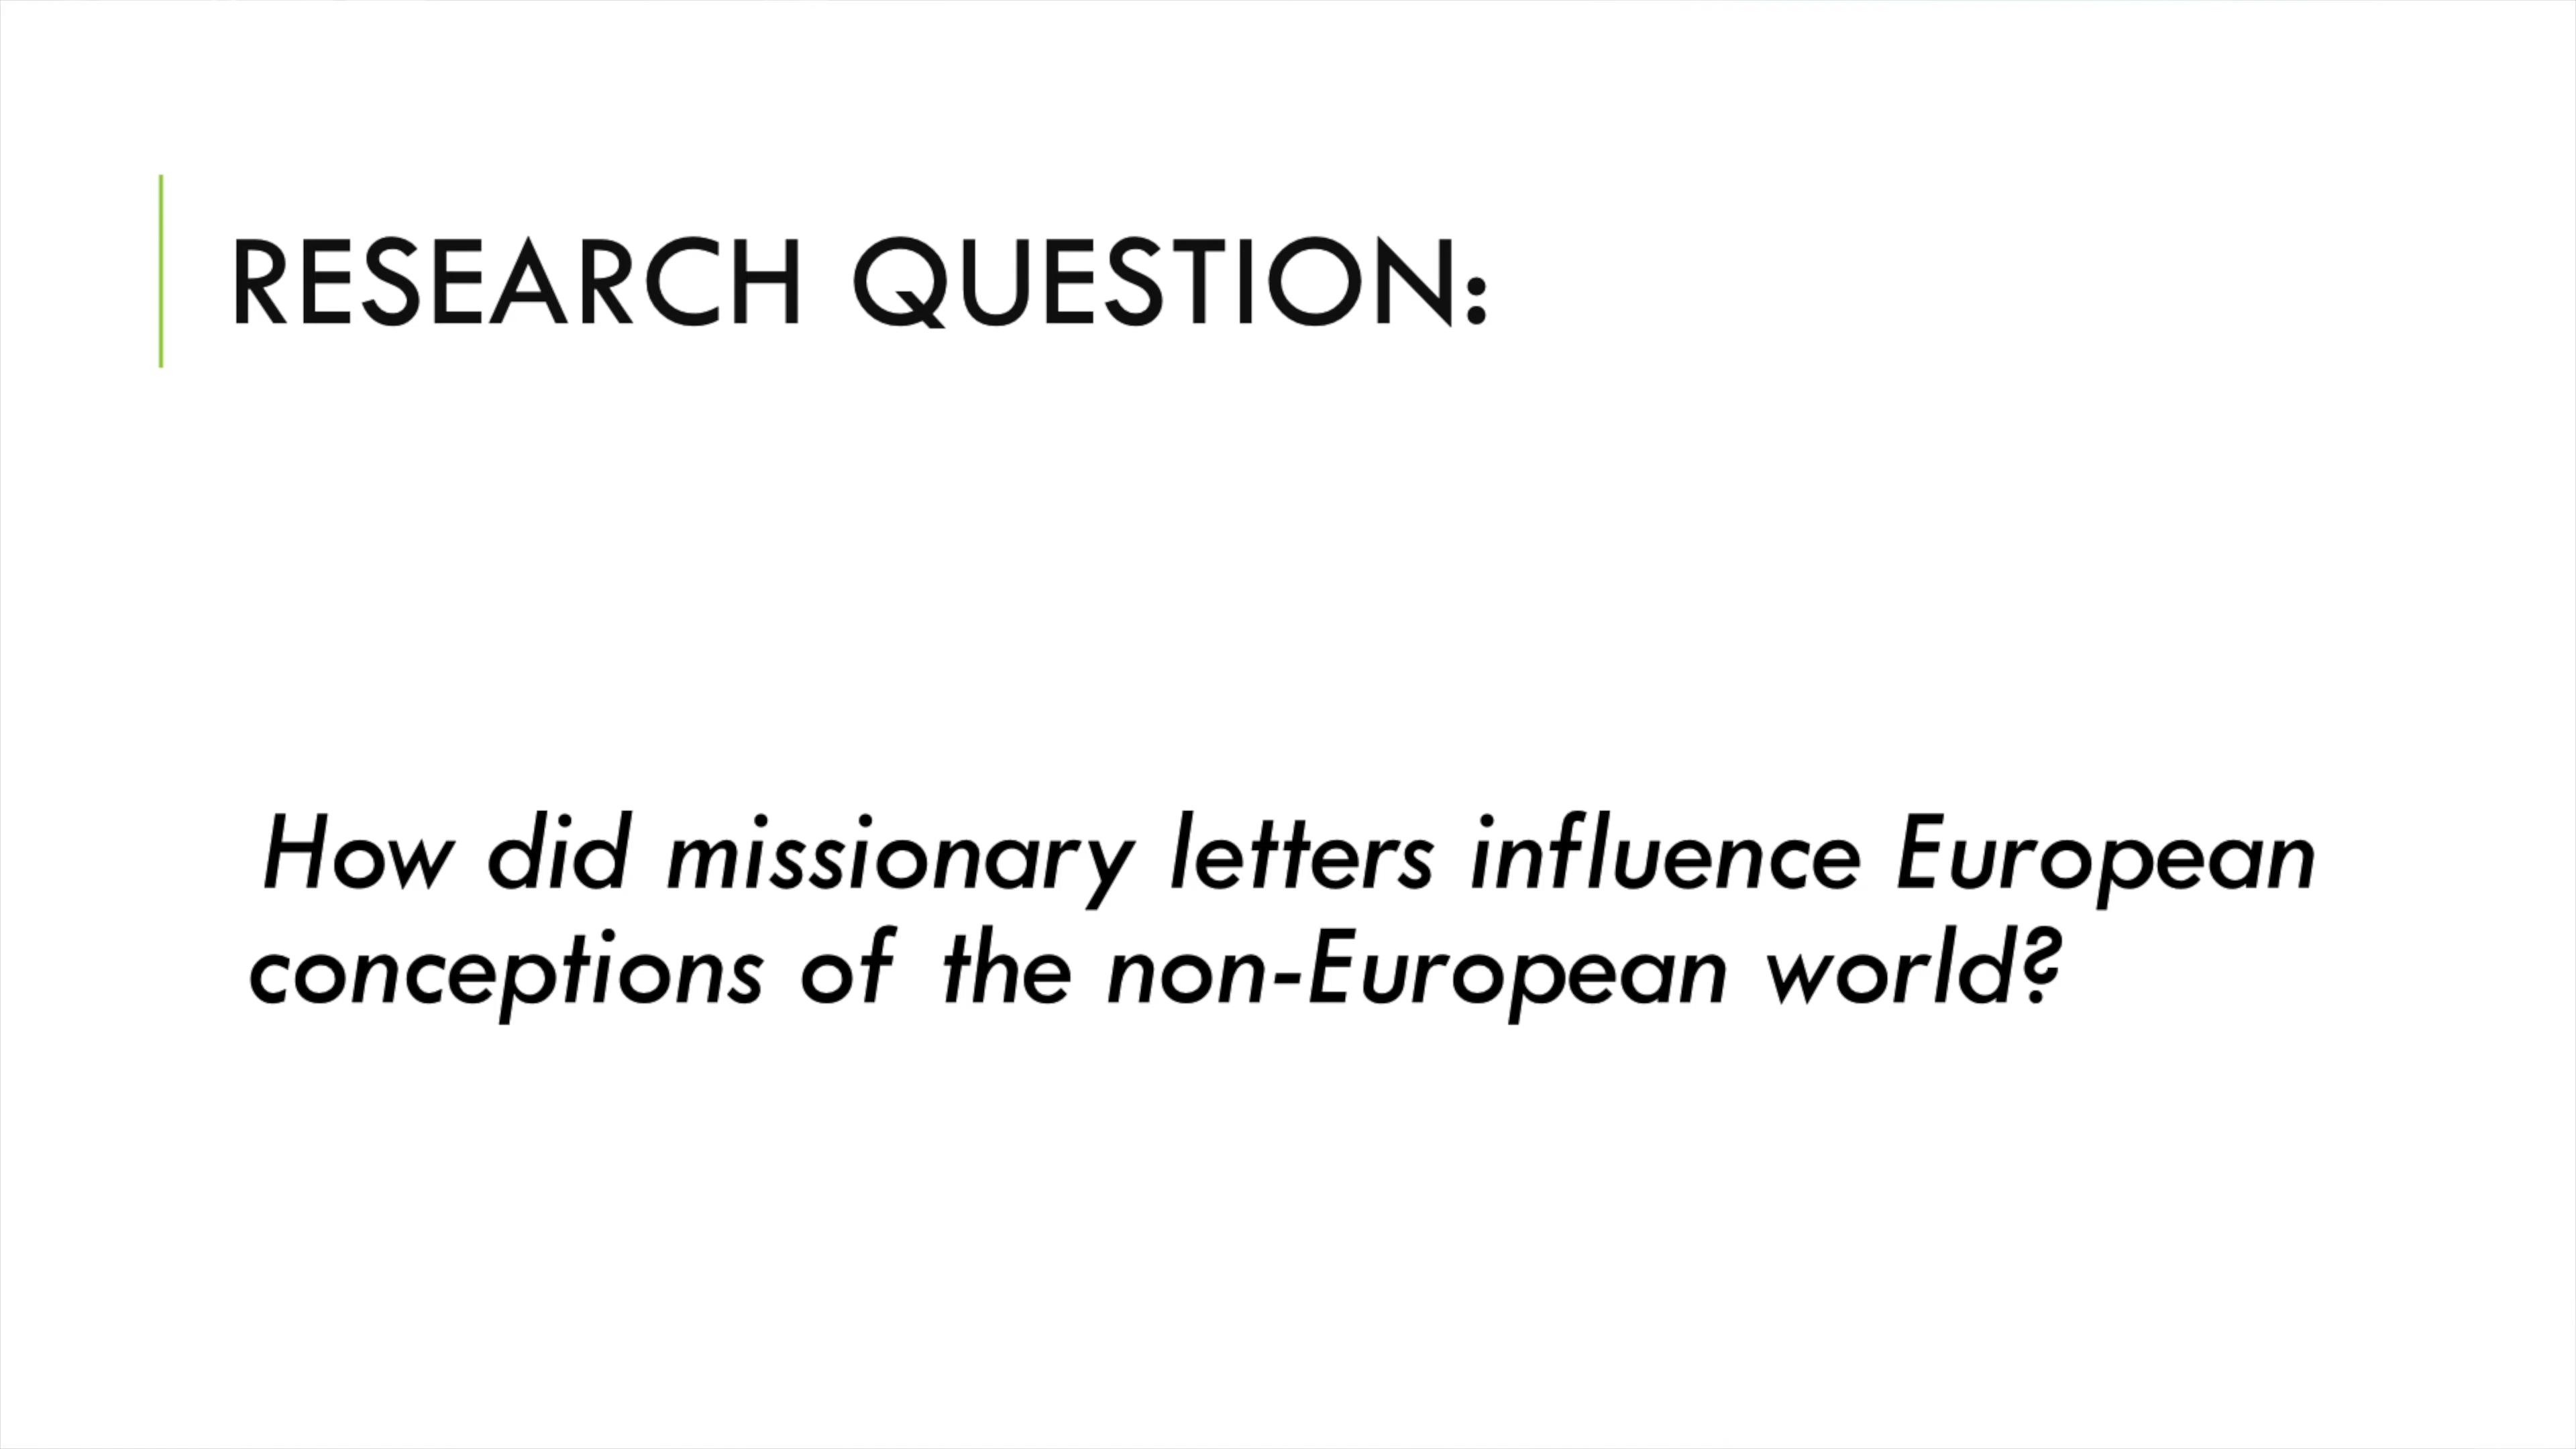 RESEARCH QUESTION:
How did missionary letters influence European
conceptions of the non-European world?